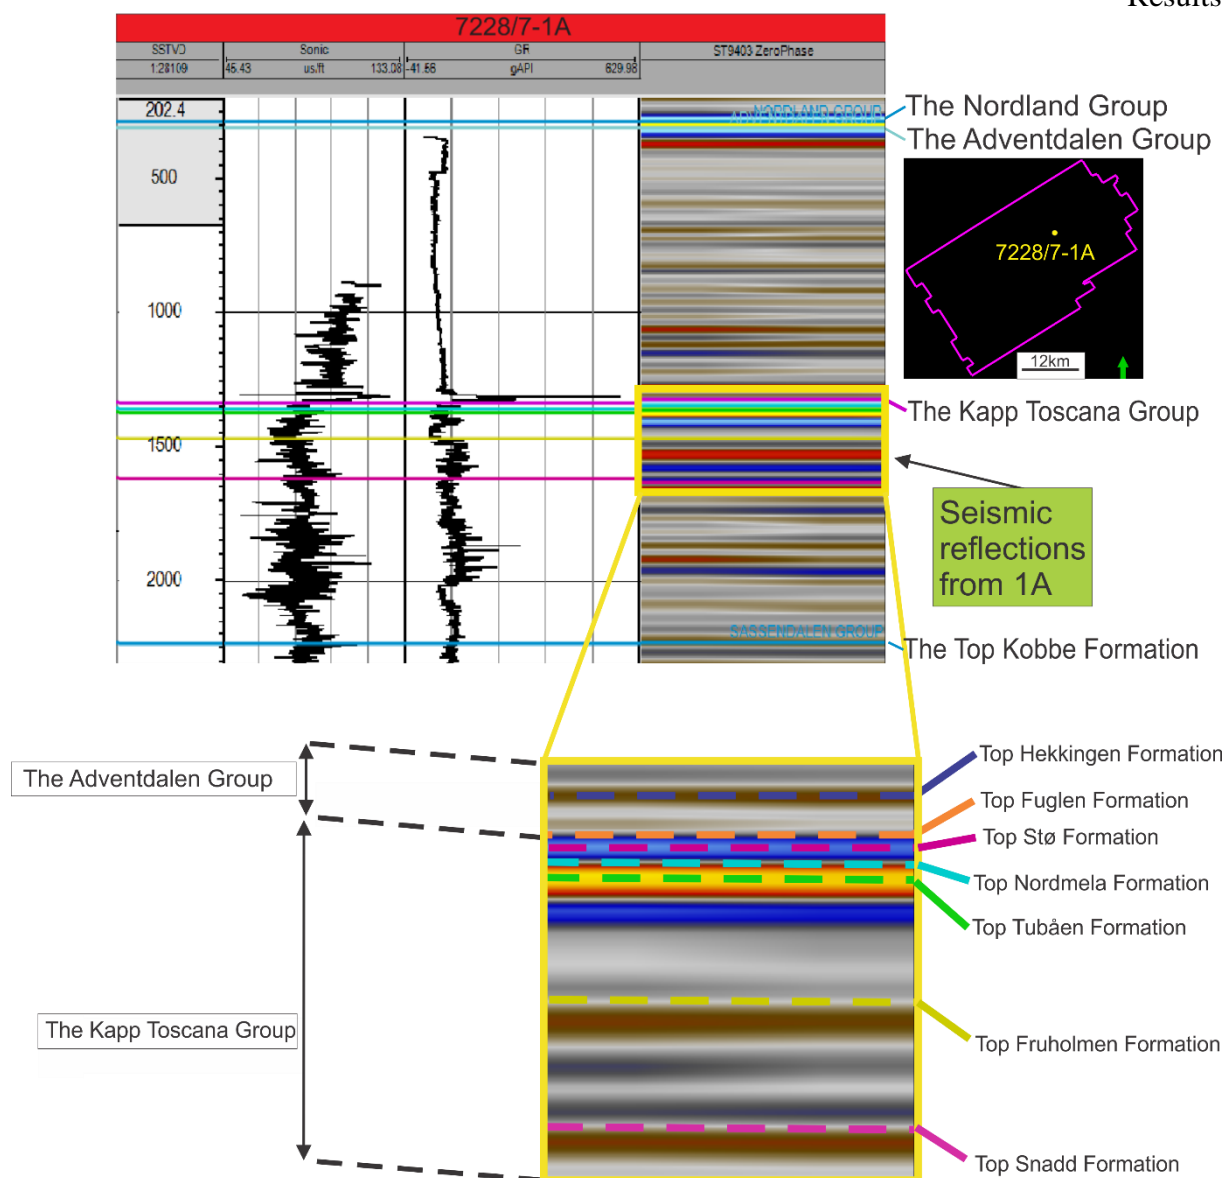 Results
7228/7-1A
SSTVD Sonic GR ST9403 ZeroPhase
1:28109 45.43 us/ft 133.08 -41.66 gAPI 629.98
202.4
500
1000
1500
2000
NORDLAND GROUP
ADVENTDALEN GROUP
SASSENDALEN GROUP
The Nordland Group
The Adventdalen Group
7228/7-1A
12km
The Kapp Toscana Group
Seismic
reflections
from 1A
The Top Kobbe Formation
The Adventdalen Group
The Kapp Toscana Group
Top Hekkingen Formation
Top Fuglen Formation
Top Stø Formation
Top Nordmela Formation
Top Tubåen Formation
Top Fruholmen Formation
Top Snadd Formation